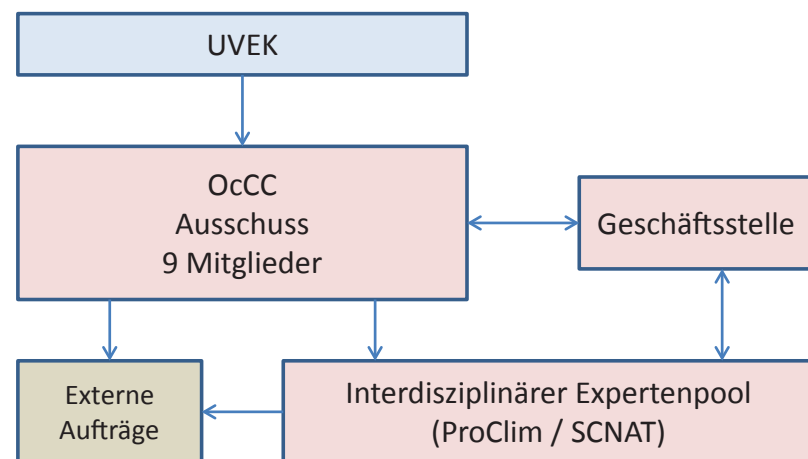 UVEK
OcCC
Ausschuss
9 Mitglieder
Geschäftsstelle
Externe
Aufträge
Interdisziplinärer Expertenpool
(ProClim / SCNAT)